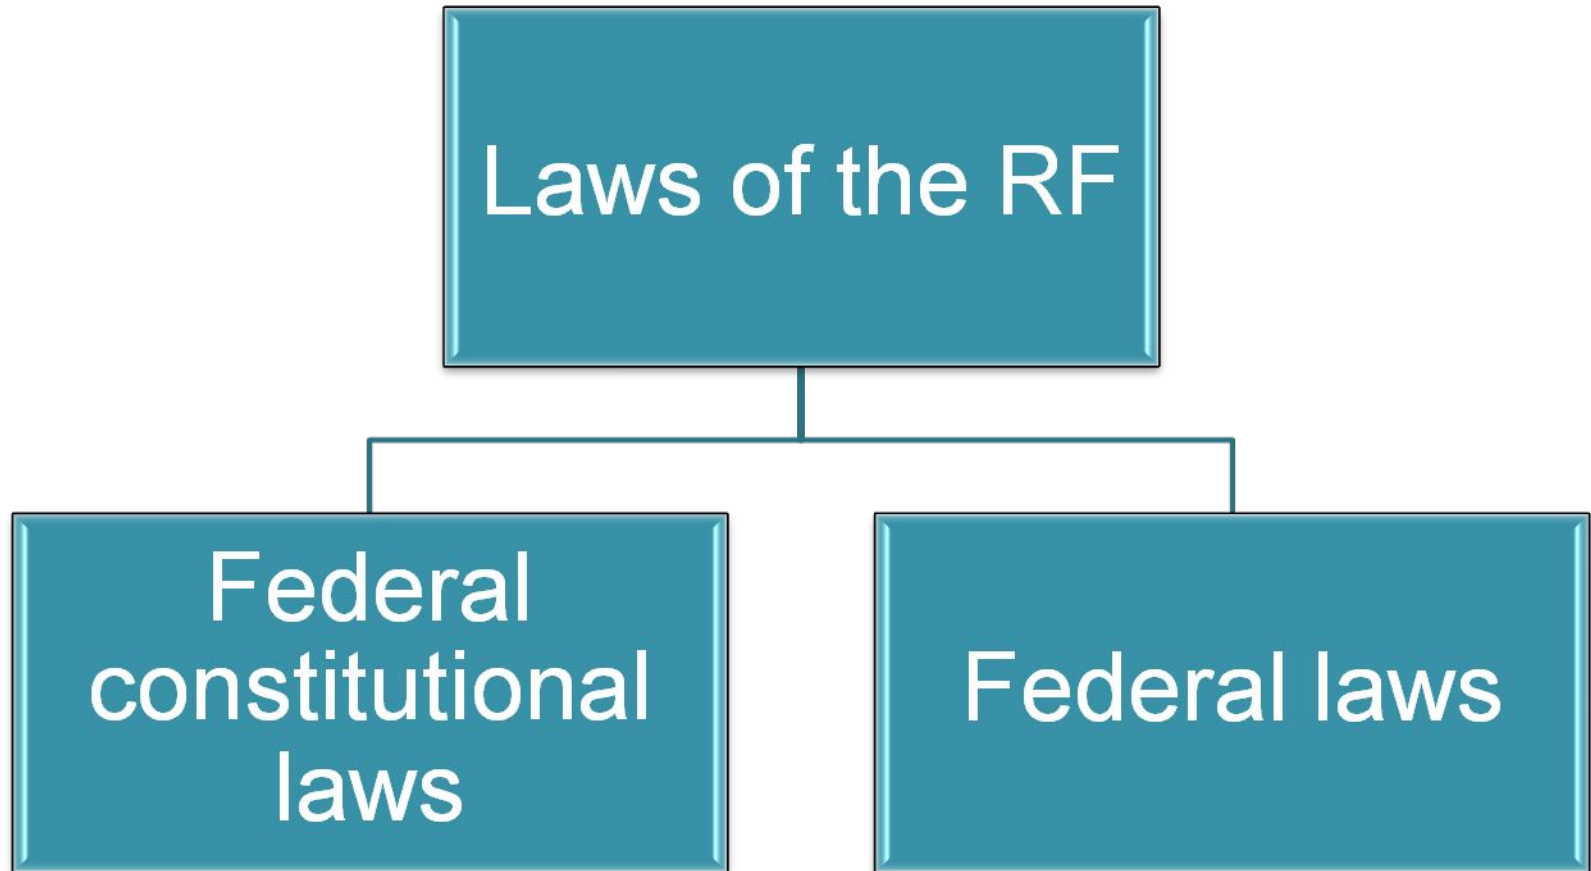 Laws of the RF
Federal
constitutional
laws
Federal laws